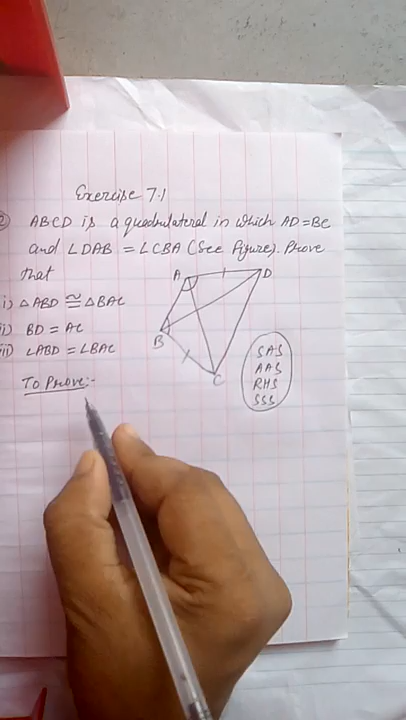 Exercise 7.1
2) ABCD is a quadrilateral in which AD = BC
and ∠DAB = ∠CBA (See figure). Prove
that
i) △ABD ≅ △BAC
ii) BD = AC
iii) ∠ABD = ∠BAC
A
D
B
C
SAS
AAS
RHS
SSS
To Prove:-